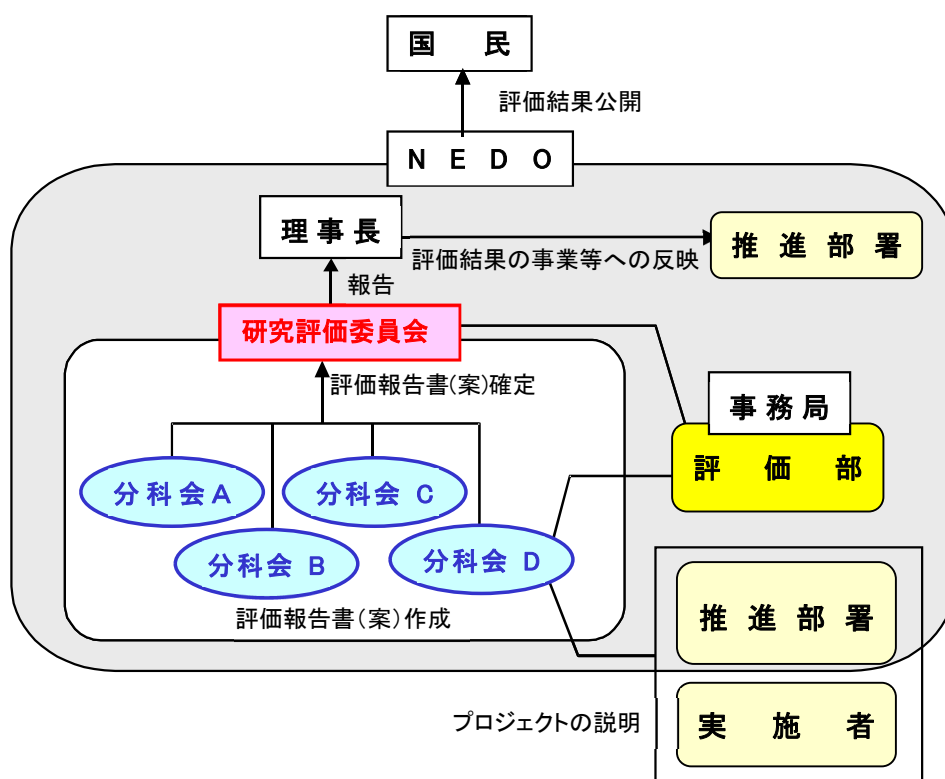 国 民
評価結果公開
N E D O
理事長
評価結果の事業等への反映
推進部署
報告
研究評価委員会
評価報告書(案)確定
事務局
評価部
分科会A
分科会 C
分科会 B
分科会 D
評価報告書(案)作成
推進部署
プロジェクトの説明
実施者